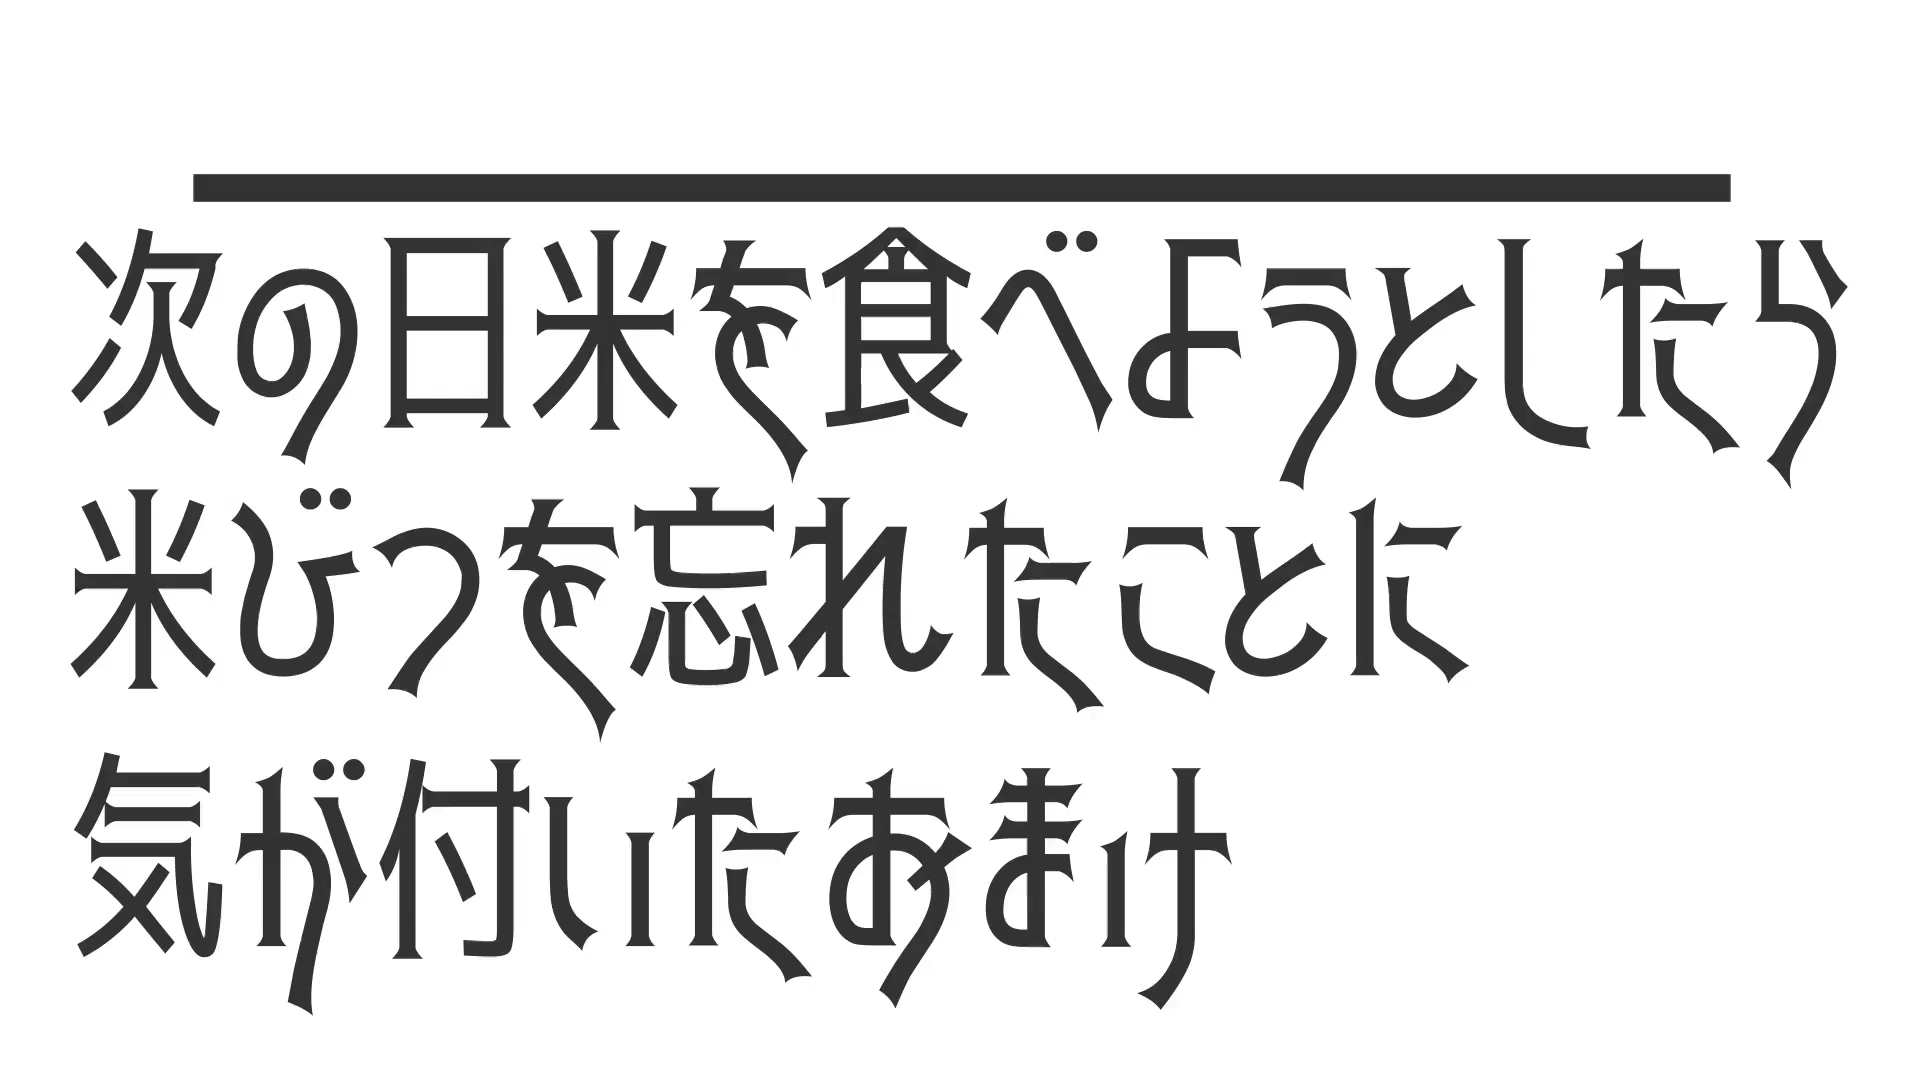 次の日米を食べようとしたら
米びつを忘れたことに
気が付いたあまけ